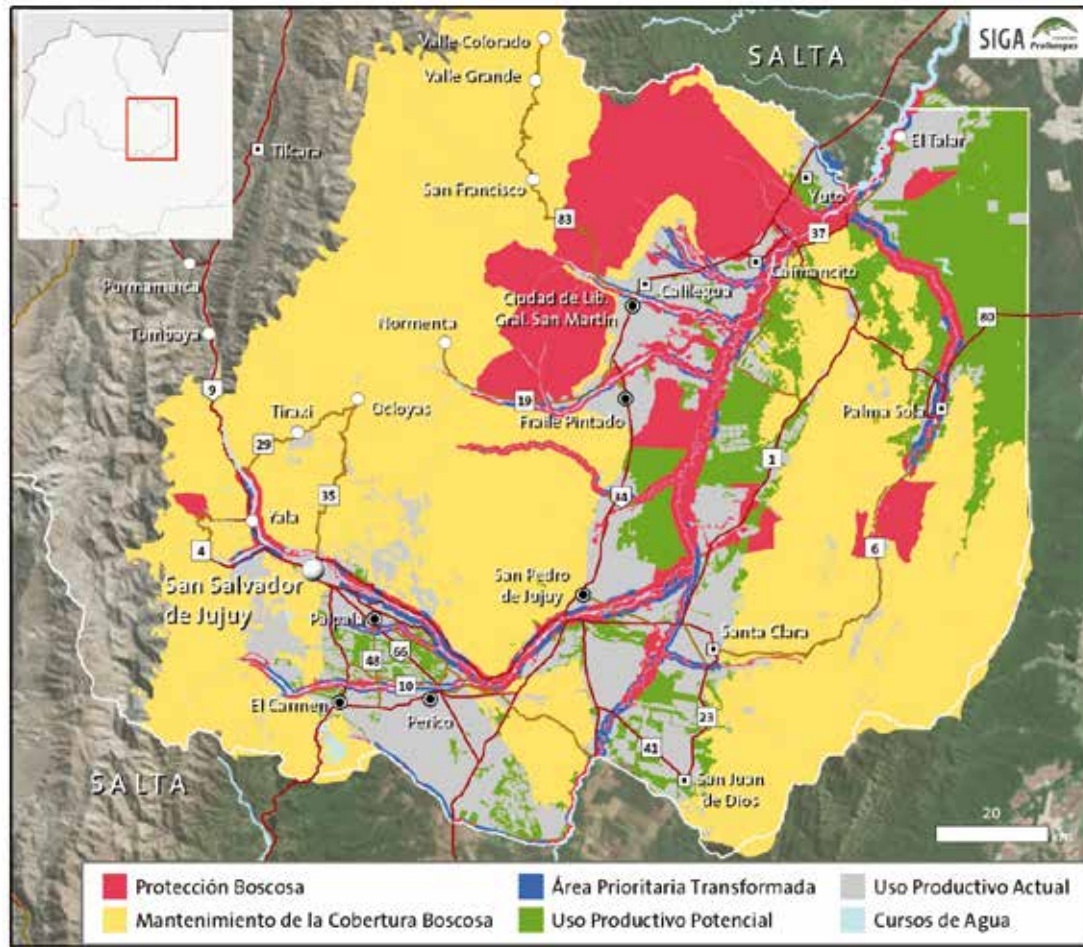 Valle Colorado
SALTA
SIGA
ProYungas
Valle Grande
Tilcara
El Talar
San Francisco
Yuto
83
37
Caimancito
Purmamarca
Calilegua
Ciudad de Lib.
Gral. San Martín
Normenta
Tumbaya
80
9
19
Palma Sola
Tiraxi
Ocloyas
Fraile Pintado
29
1
35
34
Yala
4
6
San Salvador
de Jujuy
San Pedro
de Jujuy
Palpala
Santa Clara
66
48
10
El Carmen
Perico
23
41
SALTA
San Juan
de Dios
20
Protección Boscosa
Área Prioritaria Transformada
Uso Productivo Actual
Mantenimiento de la Cobertura Boscosa
Uso Productivo Potencial
Cursos de Agua